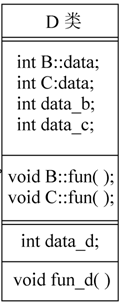 D 类
int B::data;
int C:data;
int data_b;
int data_c;
void B::fun( );
void C::fun( );
int data_d;
void fun_d( )